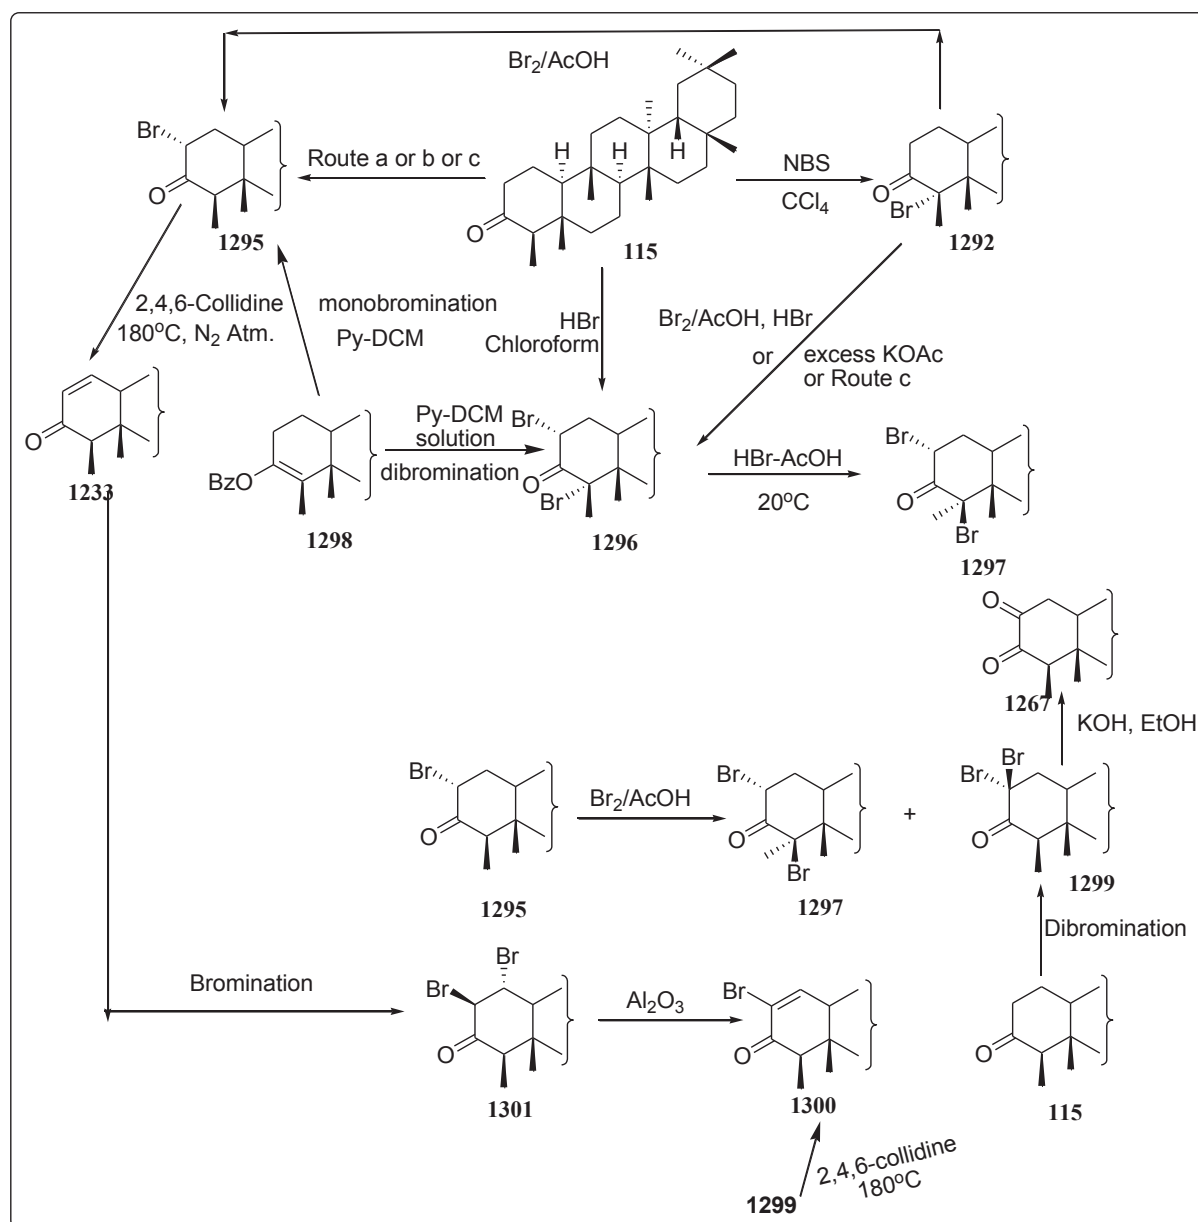 Br2/AcOH
Br
O
1295
Route a or b or c
H
H
H
O
115
NBS
CCl4
O
Br
1292
2,4,6-Collidine
180°C, N2 Atm.
monobromination
Py-DCM
HBr
Chloroform
Br2/AcOH, HBr
or
excess KOAc
or Route c
O
1233
BzO
1298
Py-DCM
solution
dibromination
Br
O
Br
1296
HBr-AcOH
20°C
Br
O
Br
1297
O
O
1267
KOH, EtOH
Br
O
1295
Br2/AcOH
Br
O
Br
1297
+
Br
Br
O
1299
Dibromination
Bromination
Br
Br
O
1301
Al2O3
Br
O
1300
O
115
1299
2,4,6-collidine
180°C